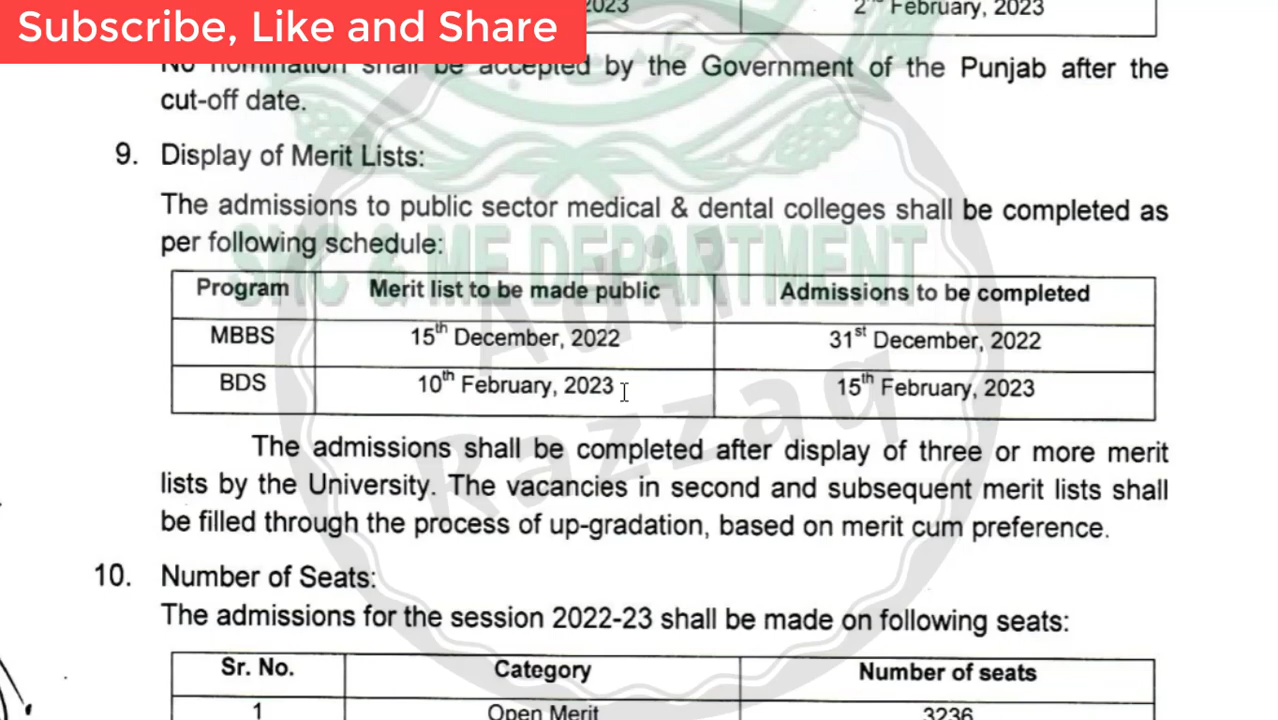 Subscribe, Like and Share
2023 2nd February, 2023
No nomination shall be accepted by the Government of the Punjab after the
cut-off date.
9. Display of Merit Lists:
The admissions to public sector medical & dental colleges shall be completed as
per following schedule:
SHC & ME DEPARTMENT
Program Merit list to be made public Admissions to be completed
MBBS 15th December, 2022 31st December, 2022
BDS 10th February, 2023 15th February, 2023
Adil
Razzaq
The admissions shall be completed after display of three or more merit
lists by the University. The vacancies in second and subsequent merit lists shall
be filled through the process of up-gradation, based on merit cum preference.
10. Number of Seats:
The admissions for the session 2022-23 shall be made on following seats:
Sr. No. Category Number of seats
1 Open Merit 3236